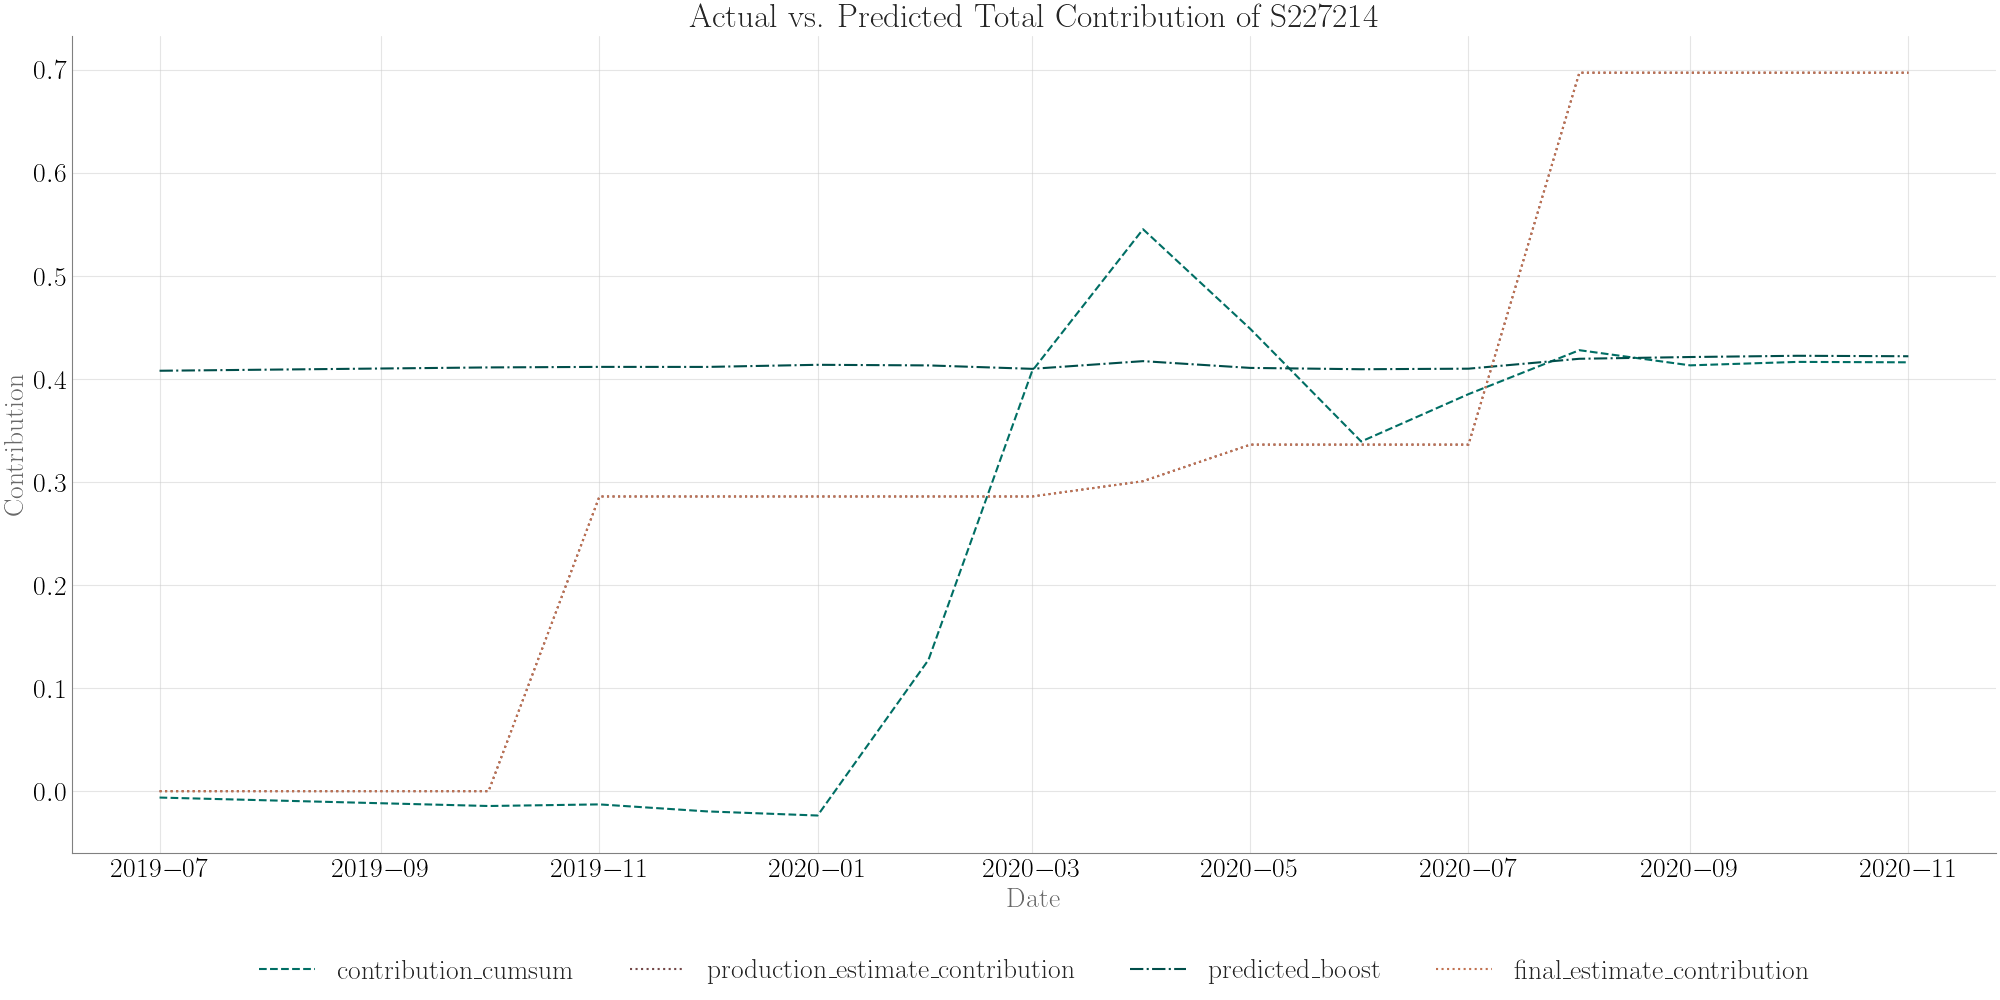 Actual vs. Predicted Total Contribution of S227214
0.7
0.6
0.5
0.4
0.3
0.2
0.1
0.0
Contribution
2019–07 2019–09 2019–11 2020–01 2020–03 2020–05 2020–07 2020–09 2020–11
Date
contribution_cumsum production_estimate_contribution predicted_boost final_estimate_contribution